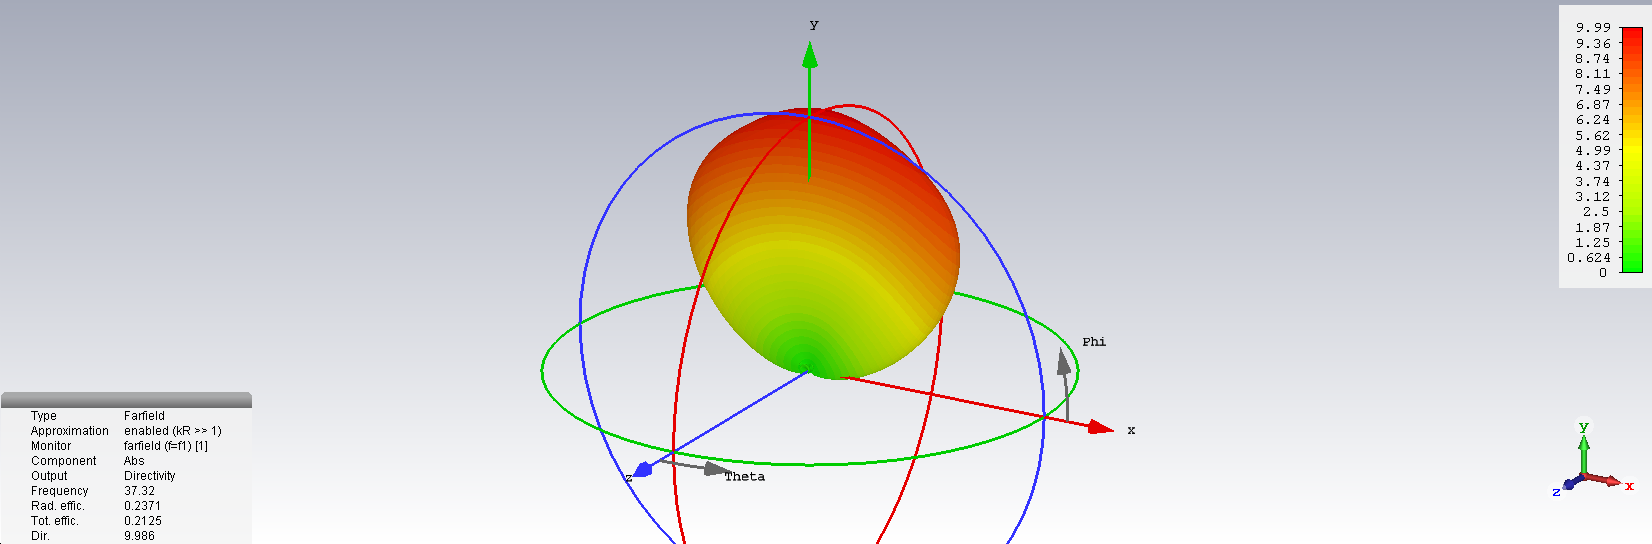 y
9.99
9.36
8.74
8.11
7.49
6.87
6.24
5.62
4.99
4.37
3.74
3.12
2.5
1.87
1.25
0.624
0
Phi
x
z
Theta
Type Farfield
Approximation enabled (kR >> 1)
Monitor farfield (f=f1) [1]
Component Abs
Output Directivity
Frequency 37.32
Rad. effic. 0.2371
Tot. effic. 0.2125
Dir. 9.986
y
z x